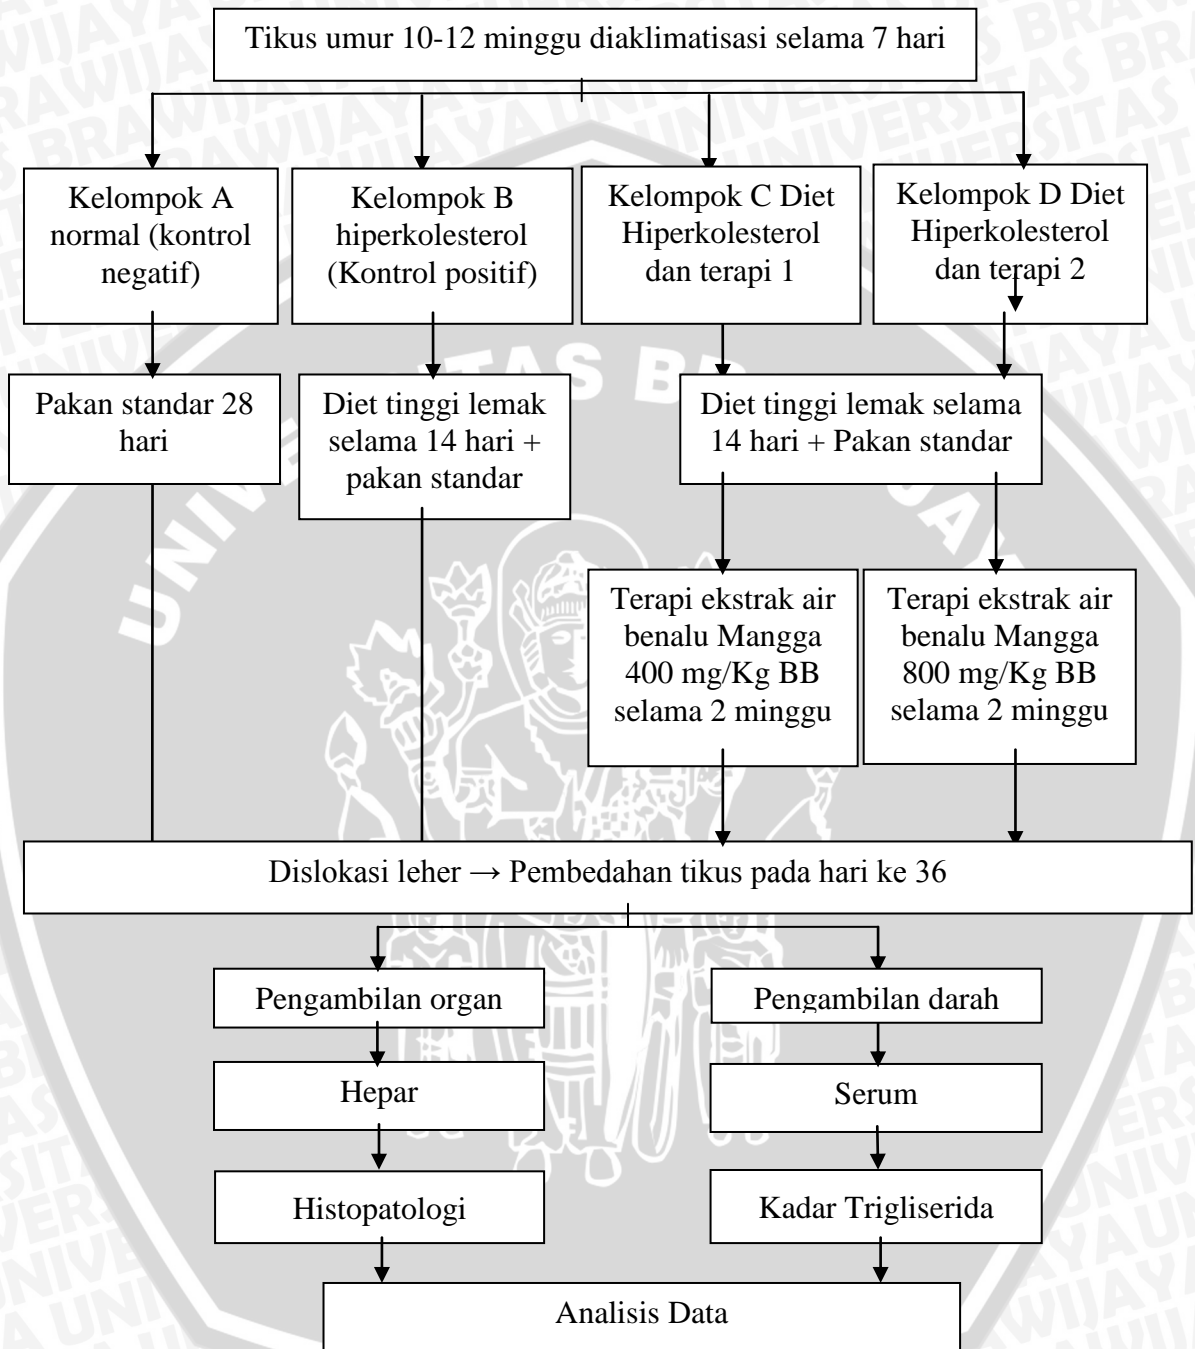 Tikus umur 10-12 minggu diaklimatisasi selama 7 hari
Kelompok A
normal (kontrol
negatif)
Kelompok B
hiperkolesterol
(Kontrol positif)
Kelompok C Diet
Hiperkolesterol
dan terapi 1
Kelompok D Diet
Hiperkolesterol
dan terapi 2
Pakan standar 28
hari
Diet tinggi lemak
selama 14 hari +
pakan standar
Diet tinggi lemak selama
14 hari + Pakan standar
Terapi ekstrak air
benalu Mangga
400 mg/Kg BB
selama 2 minggu
Terapi ekstrak air
benalu Mangga
800 mg/Kg BB
selama 2 minggu
Dislokasi leher → Pembedahan tikus pada hari ke 36
Pengambilan organ
Pengambilan darah
Hepar
Serum
Histopatologi
Kadar Trigliserida
Analisis Data